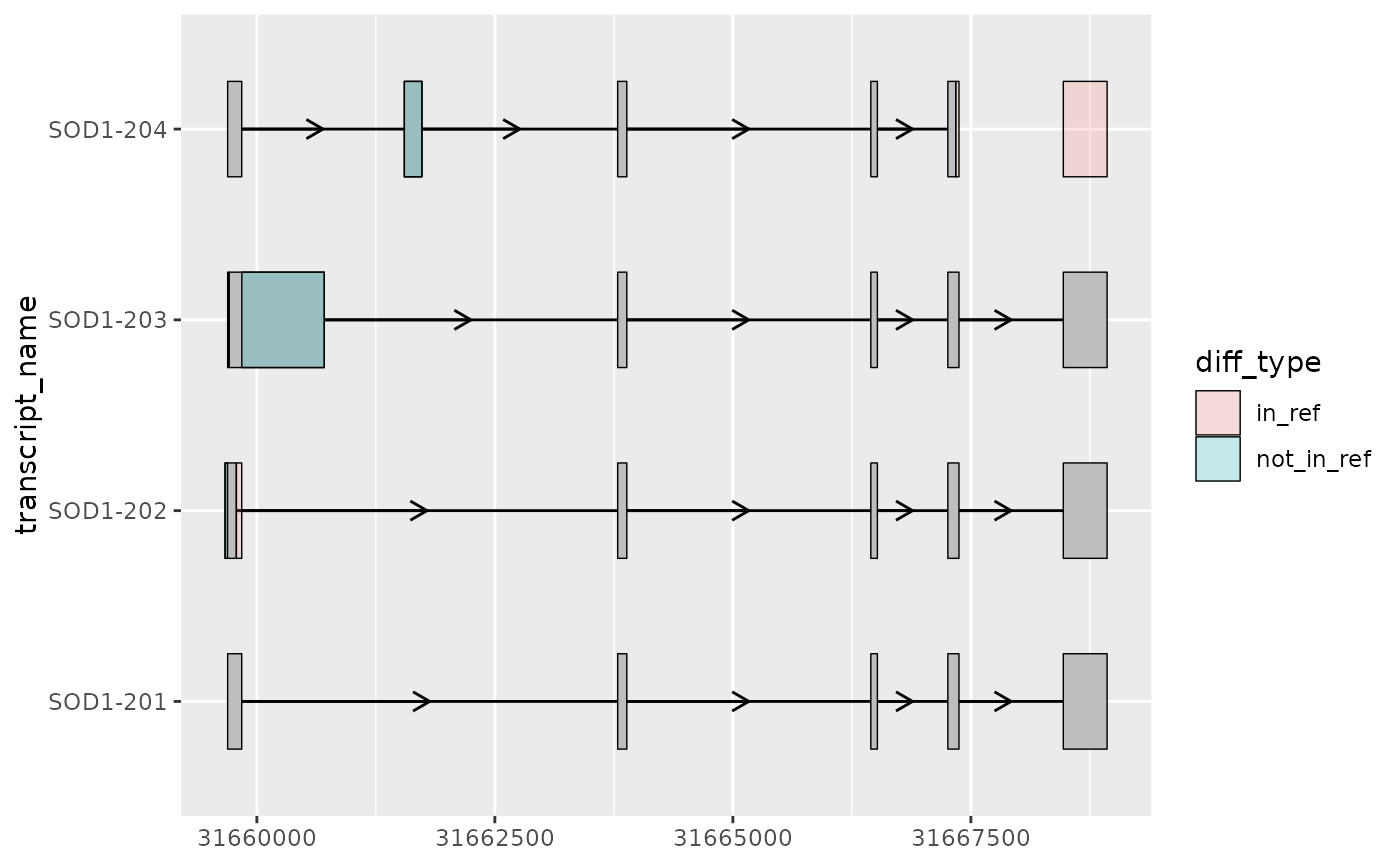 transcript_name
SOD1-204
SOD1-203
SOD1-202
SOD1-201
31660000 31662500 31665000 31667500
diff_type
in_ref
not_in_ref